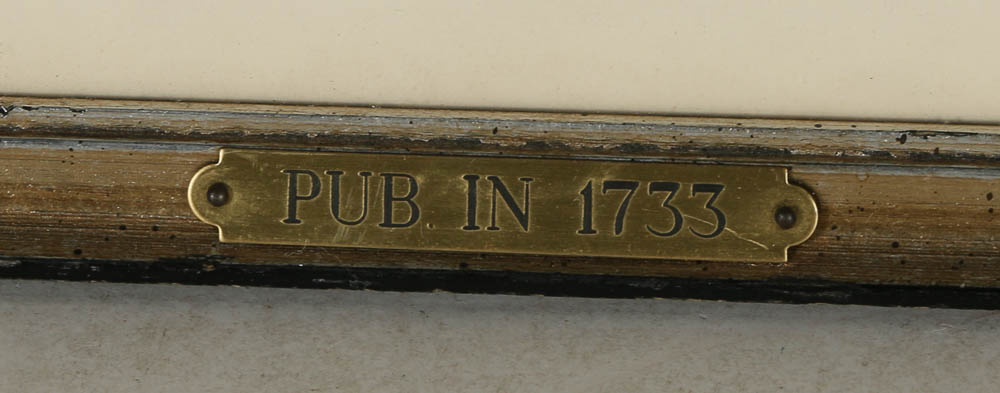 PUB. IN 1733